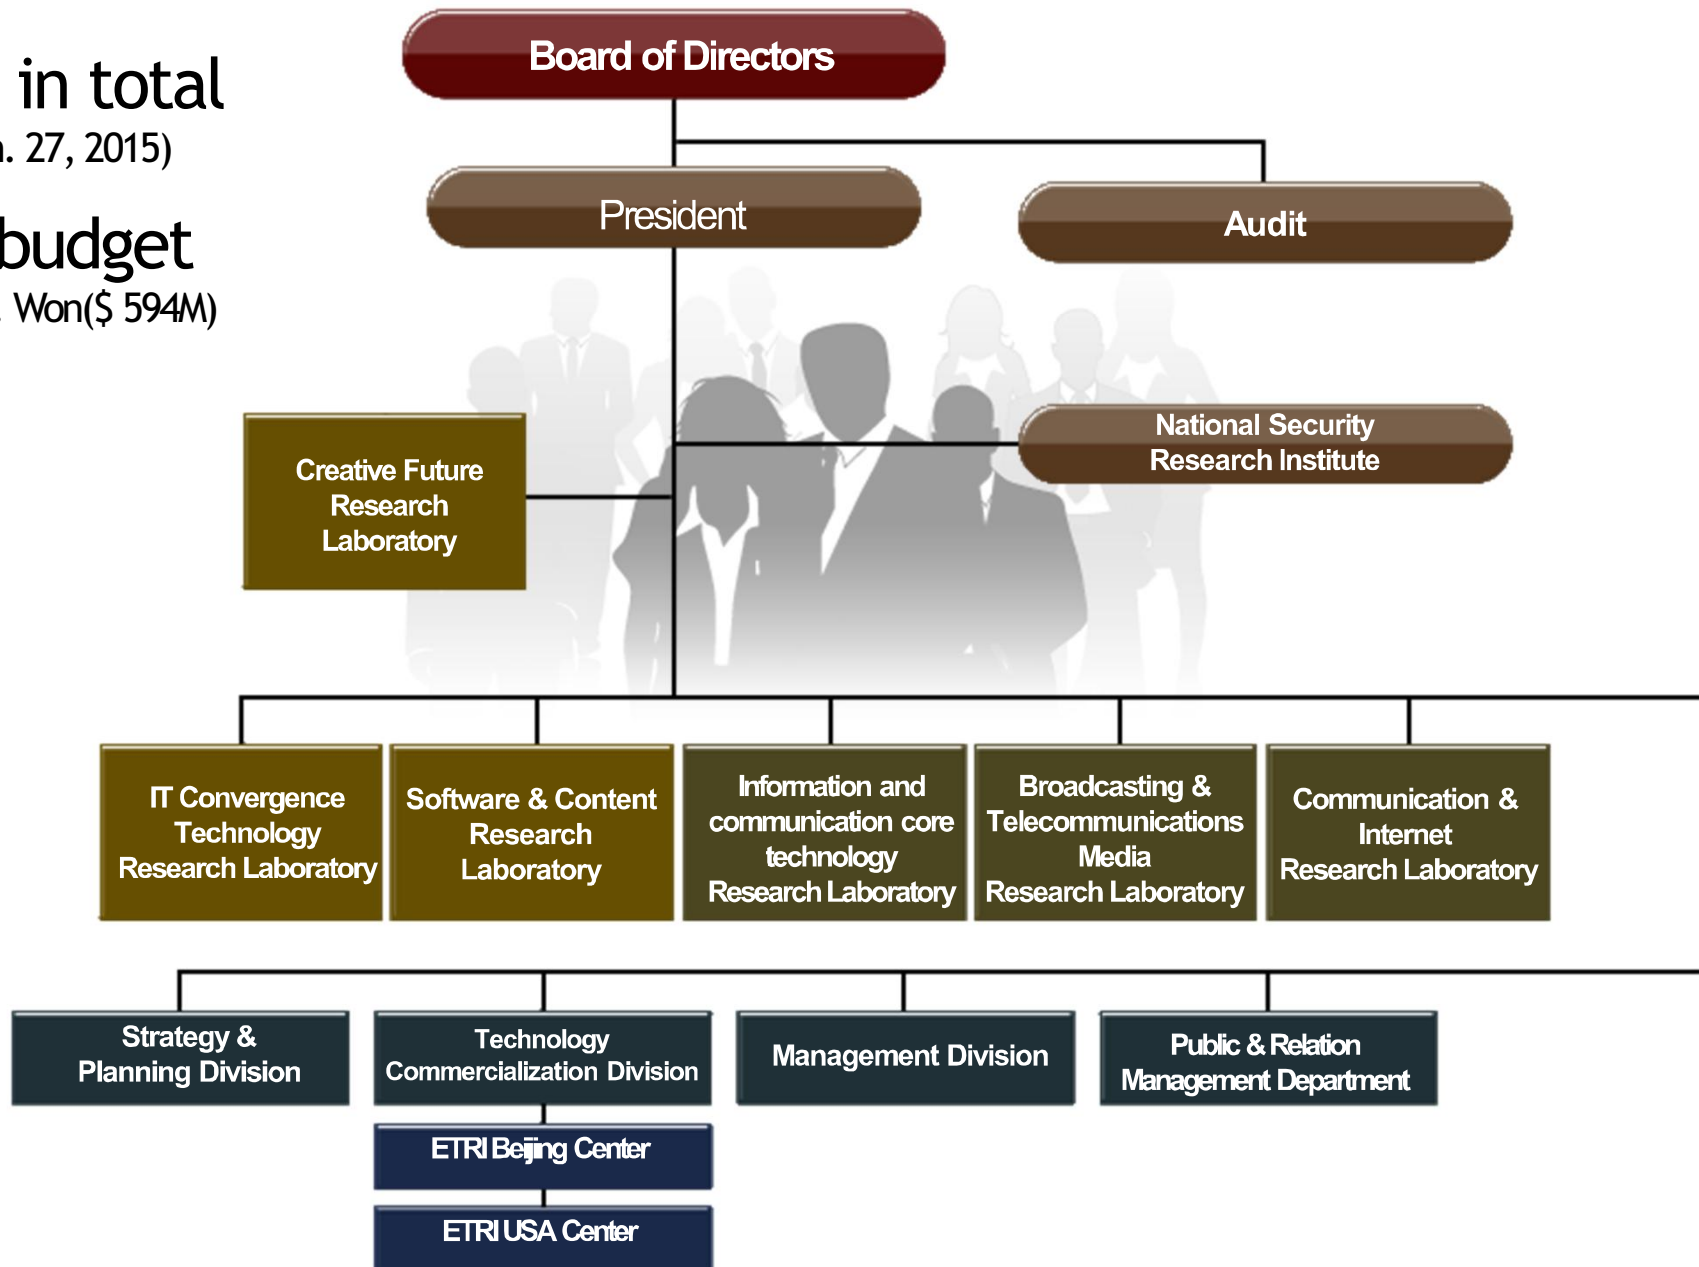 in total
. 27, 2015)
budget
Won($ 594M)
Board of Directors
President
Audit
National Security
Research Institute
Creative Future
Research
Laboratory
IT Convergence
Technology
Research Laboratory
Software & Content
Research
Laboratory
Information and
communication core
technology
Research Laboratory
Broadcasting &
Telecommunications
Media
Research Laboratory
Communication &
Internet
Research Laboratory
Strategy &
Planning Division
Technology
Commercialization Division
Management Division
Public & Relation
Management Department
ETRI Beijing Center
ETRI USA Center